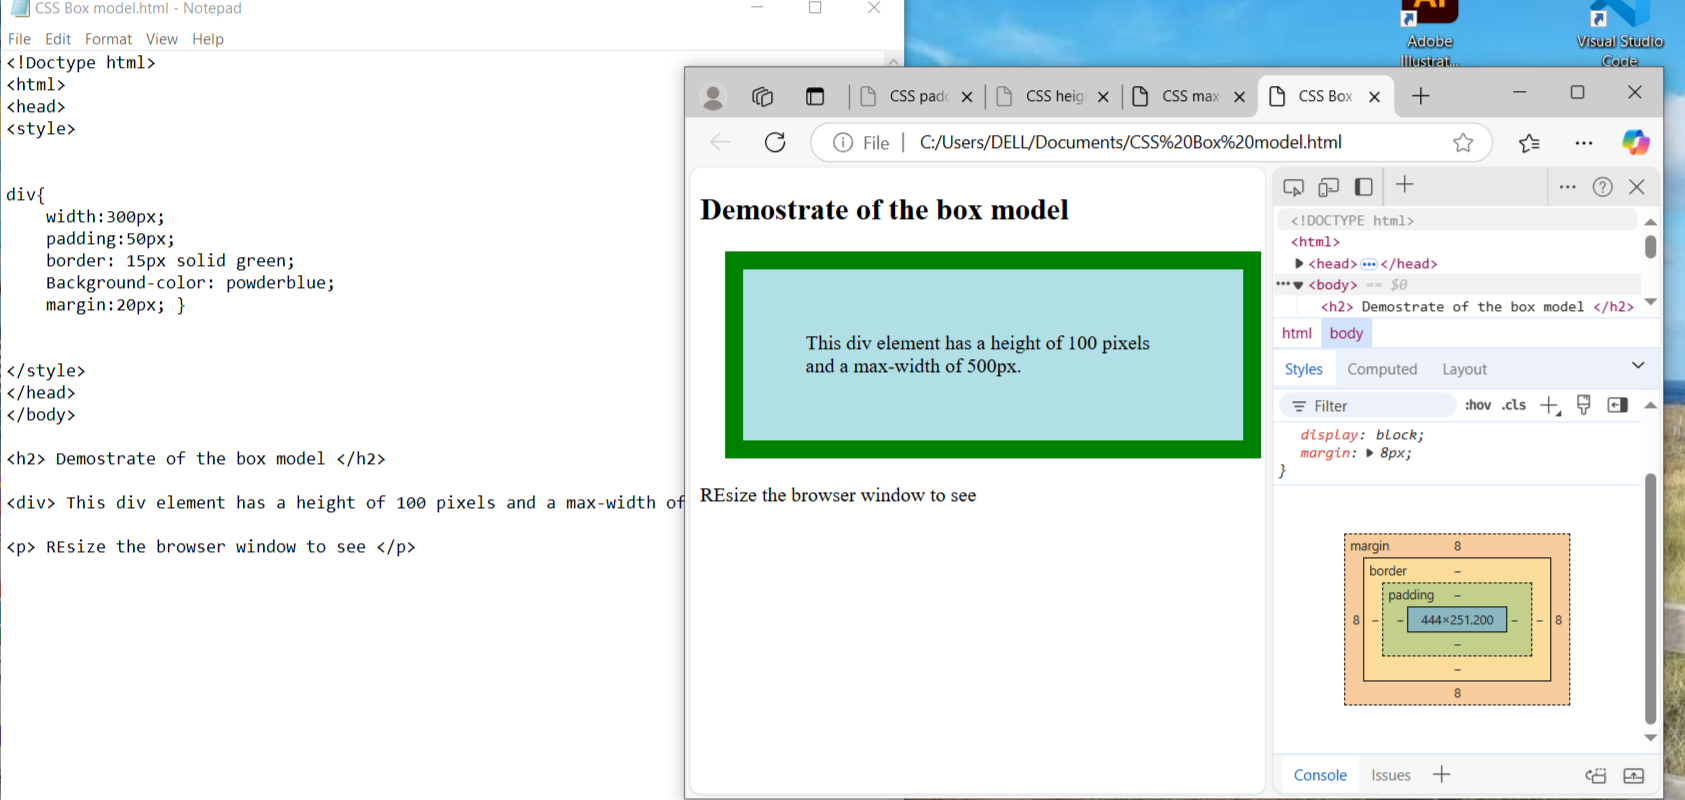 CSS Box model.html - Notepad
File Edit Format View Help
<!Doctype html>
<html>
<head>
<style>
div{
width:300px;
padding:50px;
border: 15px solid green;
Background-color: powderblue;
margin:20px; }
</style>
</head>
</body>
<h2> Demostrate of the box model </h2>
<div> This div element has a height of 100 pixels and a max-width of
<p> REsize the browser window to see </p>
Adobe
Illustrat...
Visual Studio
Code
CSS pad
CSS heig
CSS max-
CSS Box
File C:/Users/DELL/Documents/CSS%20Box%20model.html
Demostrate of the box model
This div element has a height of 100 pixels
and a max-width of 500px.
REsize the browser window to see
<!DOCTYPE html>
<html>
<head> ••• </head>
••• <body> == $0
<h2> Demostrate of the box model </h2>
html body
Styles Computed Layout
Filter :hov .cls
display: block;
margin: 8px;
}
margin 8
border –
padding –
8 – – 444×251.200 – – 8
–
–
8
Console Issues